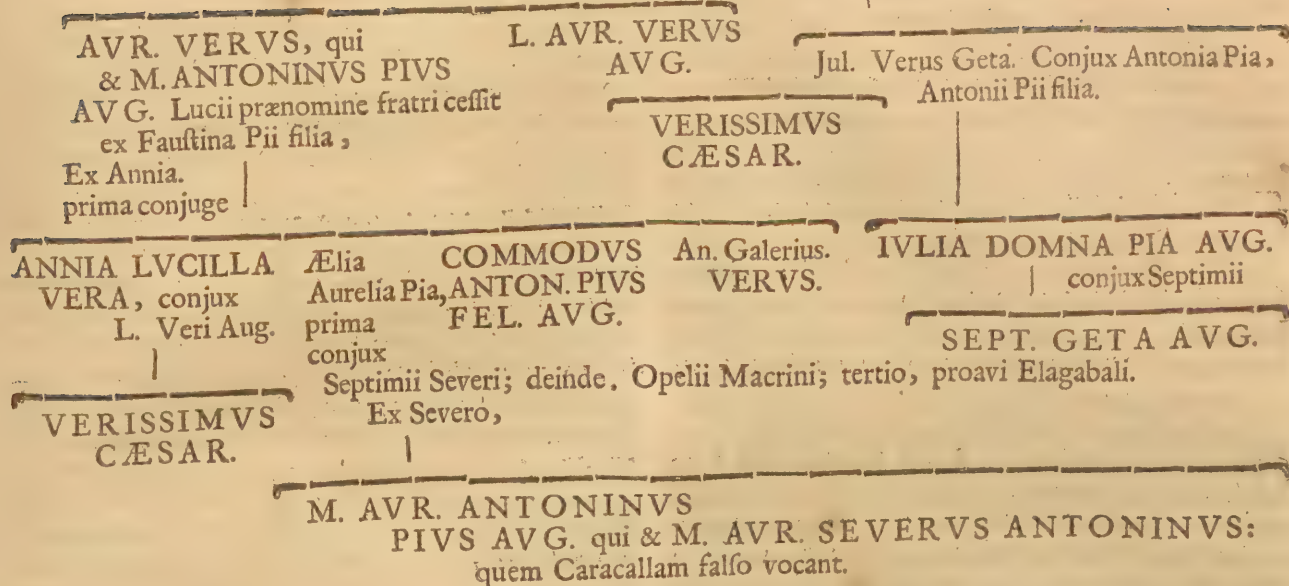 AVR. VERVS, qui
& M. ANTONINVS PIVS
AVG. Lucii prænomine fratri ceſſit
ex Fauſtina Pii filia,
Ex Annia.
prima conjuge
L. AVR. VERVS
AVG.
VERISSIMVS
CÆSAR.
Jul. Verus Geta. Conjux Antonia Pia,
Antonii Pii filia.
ANNIA LVCILLA
VERA, conjux
L. Veri Aug.
VERISSIMVS
CÆSAR.
Ælia
Aurelia Pia,
prima
conjux
Septimii Severi; deinde, Opelii Macrini; tertio, proavi Elagabali.
Ex Severo,
COMMODVS
ANTON. PIVS
FEL. AVG.
An. Galerius.
VERVS.
IVLIA DOMNA PIA AVG.
conjux Septimii
SEPT. GETA AVG.
M. AVR. ANTONINVS
PIVS AVG. qui & M. AVR. SEVERVS ANTONINVS:
quem Caracallam falſo vocant.